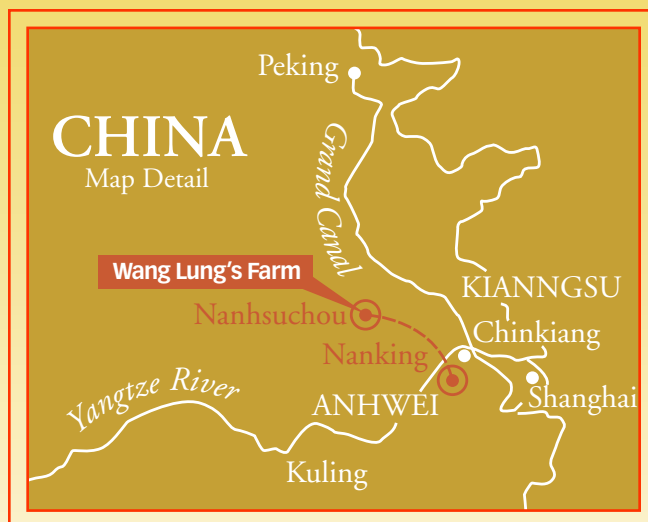 Peking
CHINA
Map Detail
Grand Canal
Wang Lung's Farm
KIANNGSU
Nanhsuchou
Chinkiang
Nanking
Yangtze River
ANHWEI
Shanghai
Kuling